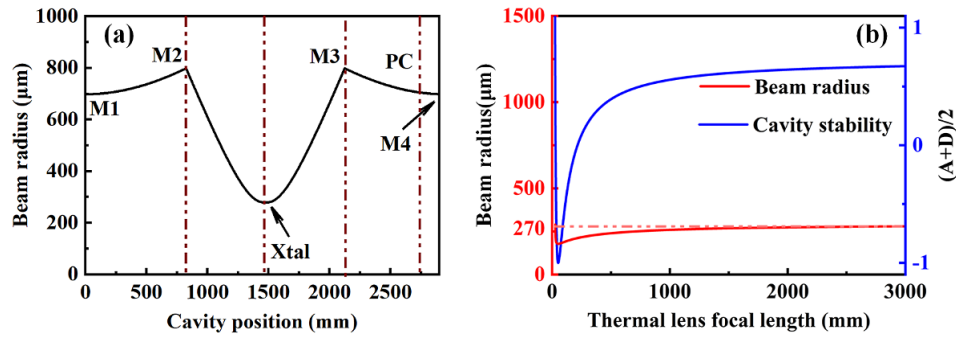 (a)
M1
M2
M3
PC
M4
Xtal
Beam radius (μm)
1000
800
600
400
200
0
0
500
1000
1500
2000
2500
Cavity position (mm)
(b)
Beam radius
Cavity stability
Beam radius(μm)
1500
1250
1000
500
270
0
(A+D)/2
1
0
-1
0
1000
2000
3000
Thermal lens focal length (mm)